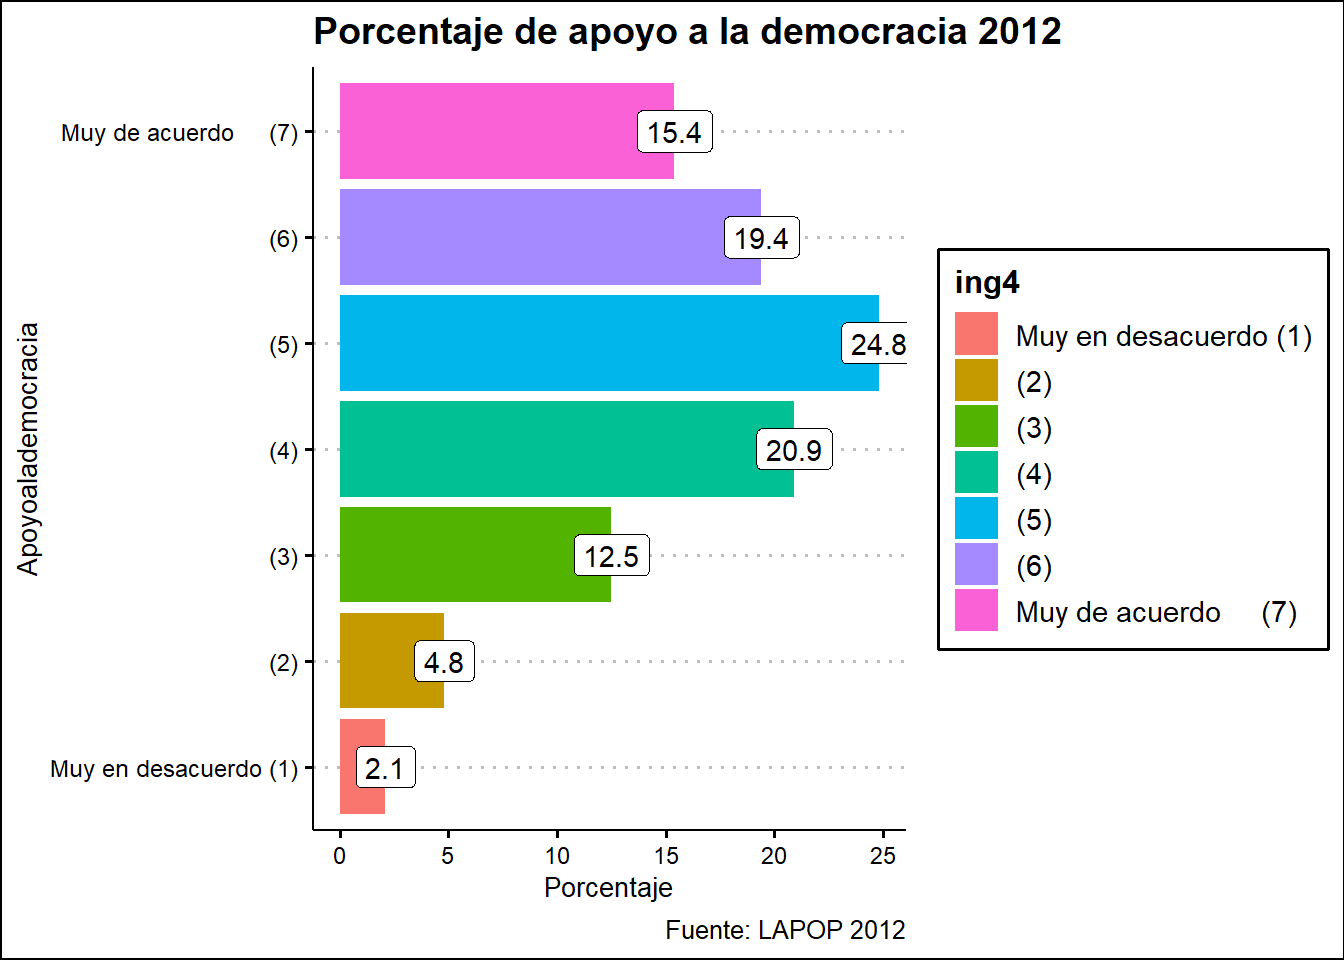 Porcentaje de apoyo a la democracia 2012
Apoyoalademocracia
Muy de acuerdo (7)
15.4
(6)
19.4
(5)
24.8
(4)
20.9
(3)
12.5
(2)
4.8
Muy en desacuerdo (1)
2.1
0 5 10 15 20 25
Porcentaje
Fuente: LAPOP 2012
ing4
Muy en desacuerdo (1)
(2)
(3)
(4)
(5)
(6)
Muy de acuerdo (7)